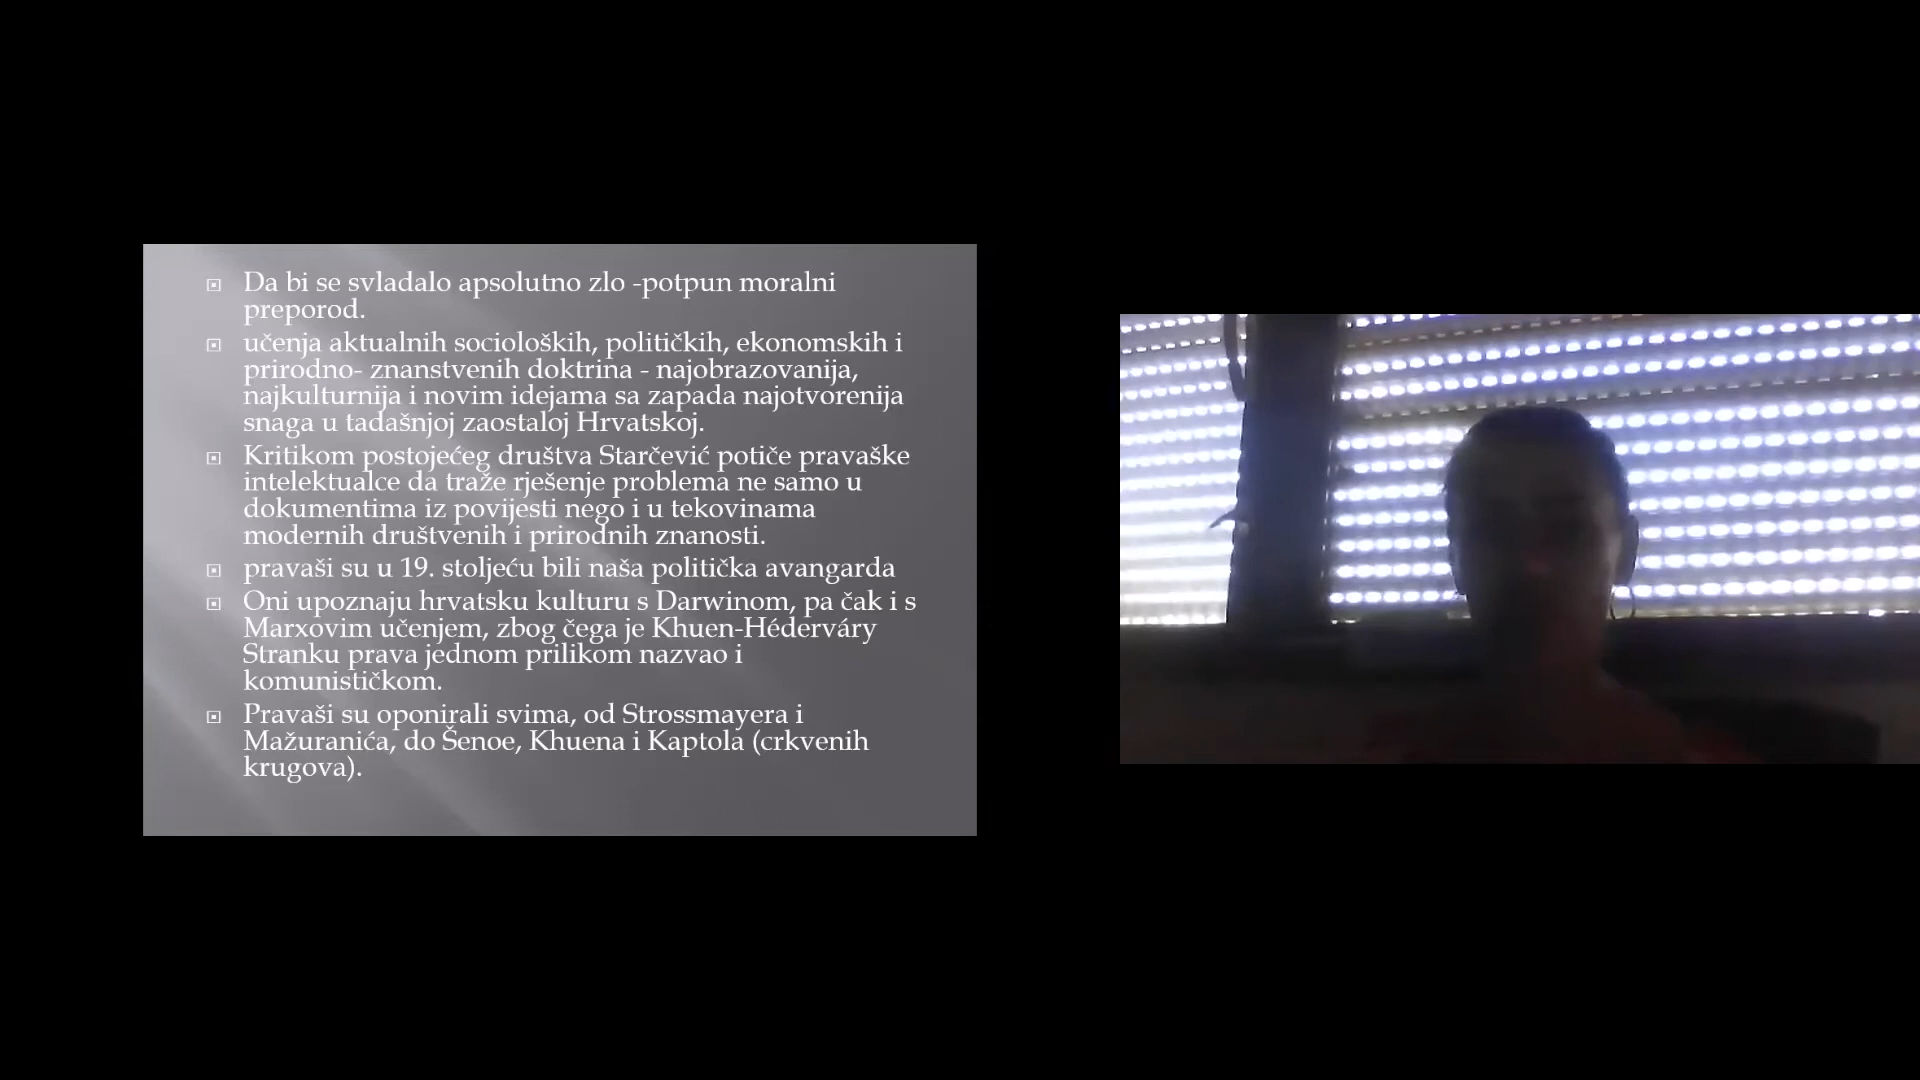 Da bi se svladalo apsolutno zlo -potpun moralni
preporod.
učenja aktualnih socioloških, političkih, ekonomskih i
prirodno- znanstvenih doktrina - najobrazovanija,
najkulturnija i novim idejama sa zapada najotvorenija
snaga u tadašnjoj zaostaloj Hrvatskoj.
Kritikom postojećeg društva Starčević potiče pravaške
intelektualce da traže rješenje problema ne samo u
dokumentima iz povijesti nego i u tekovinama
modernih društvenih i prirodnih znanosti.
pravaši su u 19. stoljeću bili naša politička avangarda
Oni upoznaju hrvatsku kulturu s Darwinom, pa čak i s
Marxovim učenjem, zbog čega je Khuen-Héderváry
Stranku prava jednom prilikom nazvao i
komunističkom.
Pravaši su oponirali svima, od Strossmayera i
Mažuranića, do Šenoe, Khuena i Kaptola (crkvenih
krugova).